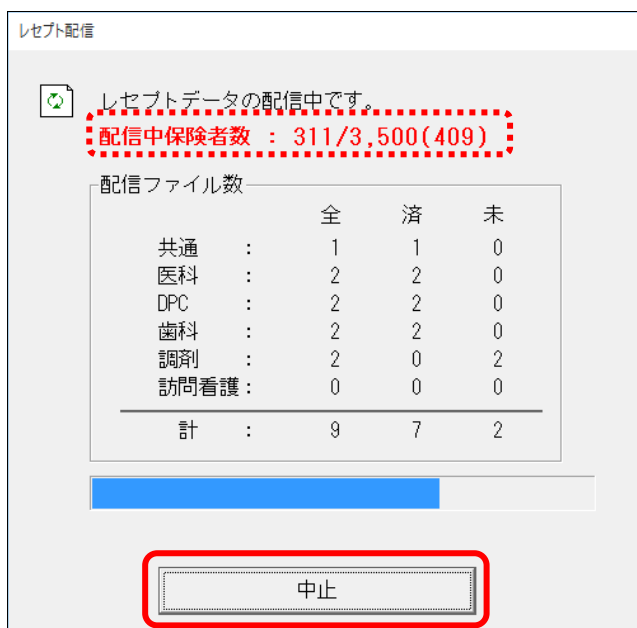 レセプト配信
レセプトデータの配信中です。
配信中保険者数 : 311/3,500(409)
配信ファイル数
全 済 未
共通 : 1 1 0
医科 : 2 2 0
DPC : 2 2 0
歯科 : 2 2 0
調剤 : 2 0 2
訪問看護 : 0 0 0
計 : 9 7 2
中止